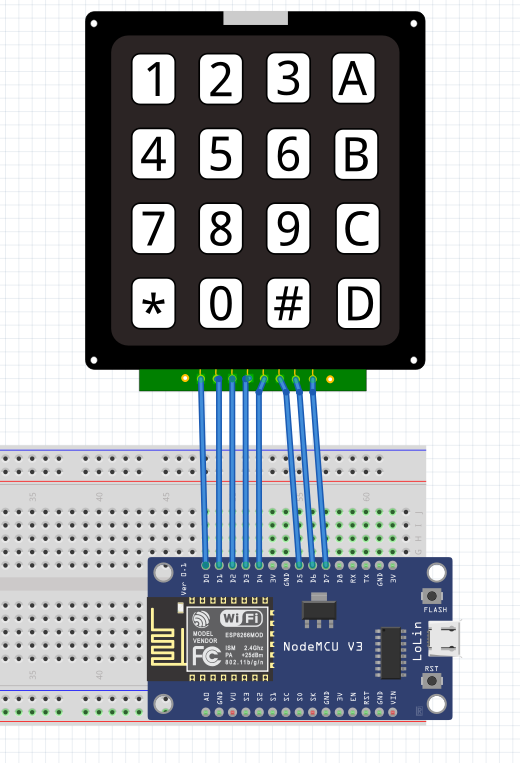 1 2 3 A
4 5 6 B
7 8 9 C
* 0 # D
35 40 45 55 60
Ver 0.1
D0 D1 D2 D3 D4 3V GND D5 D6 D7 D8 RX TX GND 3V
FLASH
WiFi
MODEL ESP8266MOD
VENDOR
FC
ISM 2.4GHz
PA +25dBm
802.11b/g/n
NodeMCU V3
LoLin
RST
35 40
A0 GND VU S3 S2 S1 SC S0 SK GND 3V EN RST GND VIN